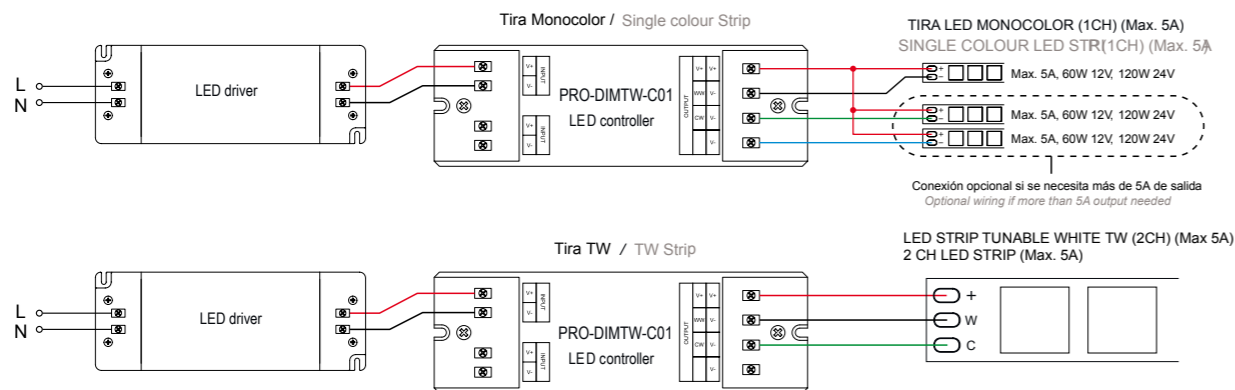 Tira Monocolor / Single colour Strip
TIRA LED MONOCOLOR (1CH) (Max. 5A)
SINGLE COLOUR LED STRI(1CH) (Max. 5A
L
N
LED driver
V+
V-
INPUT
V+
V-
INPUT
PRO-DIMTW-C01
LED controller
OUTPUT
V+ V+
WW V-
CW V-
V-
+
-
Max. 5A, 60W 12V, 120W 24V
+
-
Max. 5A, 60W 12V, 120W 24V
+
-
Max. 5A, 60W 12V, 120W 24V
Conexión opcional si se necesita más de 5A de salida
Optional wiring if more than 5A output needed
Tira TW / TW Strip
LED STRIP TUNABLE WHITE TW (2CH) (Max 5A)
2 CH LED STRIP (Max. 5A)
L
N
LED driver
V+
V-
INPUT
V+
V-
INPUT
PRO-DIMTW-C01
LED controller
OUTPUT
V+ V+
WW V-
CW V-
V-
+
W
C